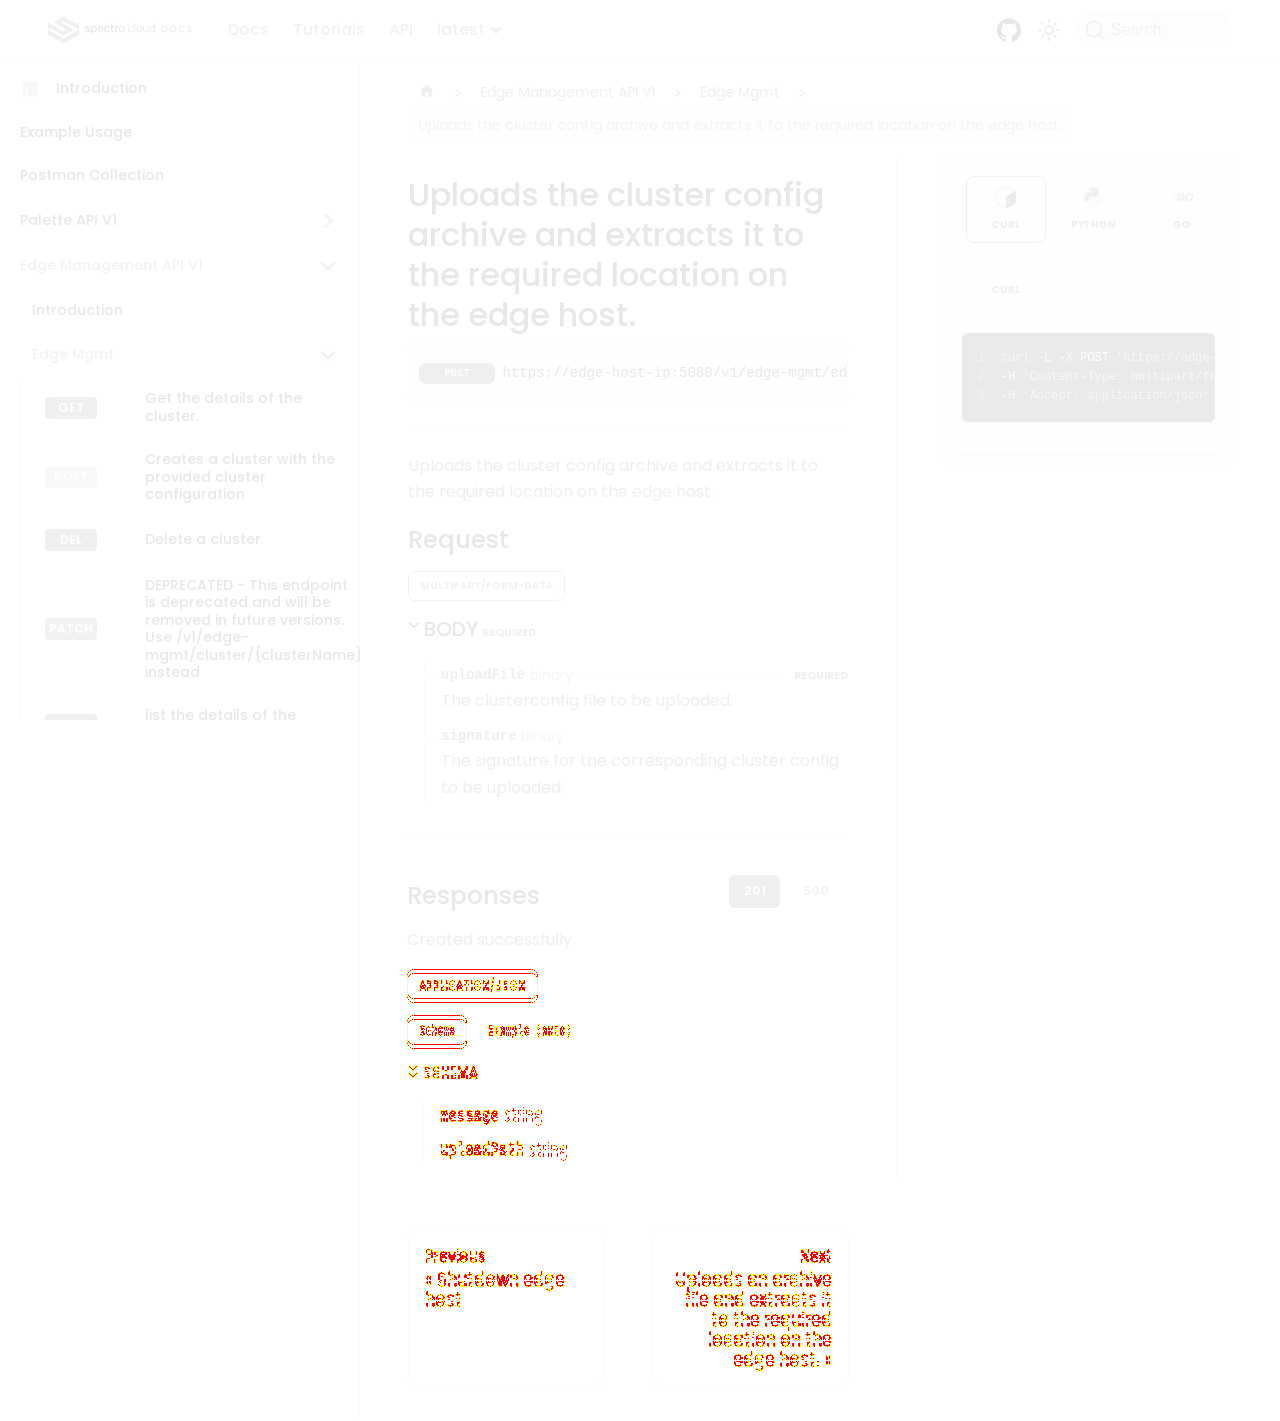 spectro cloud DOCS
Docs
Tutorials
API
latest
Search
Introduction
Example Usage
Postman Collection
Palette API V1
Edge Management API V1
Introduction
Edge Mgmt
GET
Get the details of the
cluster.
POST
Creates a cluster with the
provided cluster
configuration
DEL
Delete a cluster
PATCH
DEPRECATED - This endpoint
is deprecated and will be
removed in future versions.
Use /v1/edge-
mgmt/cluster/{clusterName}
instead
list the details of the
Edge Management API V1
Edge Mgmt
Uploads the cluster config archive and extracts it to the required location on the edge host.
Uploads the cluster config
archive and extracts it to
the required location on
the edge host.
POST
https://edge-host-ip:5080/v1/edge-mgmt/ed
Uploads the cluster config archive and extracts it to
the required location on the edge host.
Request
MULTIPART/FORM-DATA
BODY REQUIRED
uploadFile binary
REQUIRED
The clusterconfig file to be uploaded.
signature binary
The signature for the corresponding cluster config
to be uploaded.
Responses
201
500
Created successfully.
APPLICATION/JSON
Schema
Example (auto)
SCHEMA
message string
uploadPath string
Previous
« Shutdown edge
host
Next
Uploads an archive
file and extracts it
to the required
location on the
edge host. »
CURL
PYTHON
GO
GO
CURL
1 curl -L -X POST 'https://edge-
2 -H 'Content-Type: multipart/fo
3 -H 'Accept: application/json'